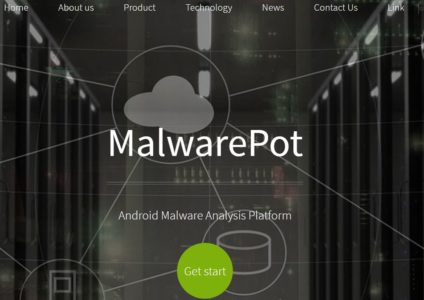 Home About us Product Technology News Contact Us Link
MalwarePot
Android Malware Analysis Platform
Get start